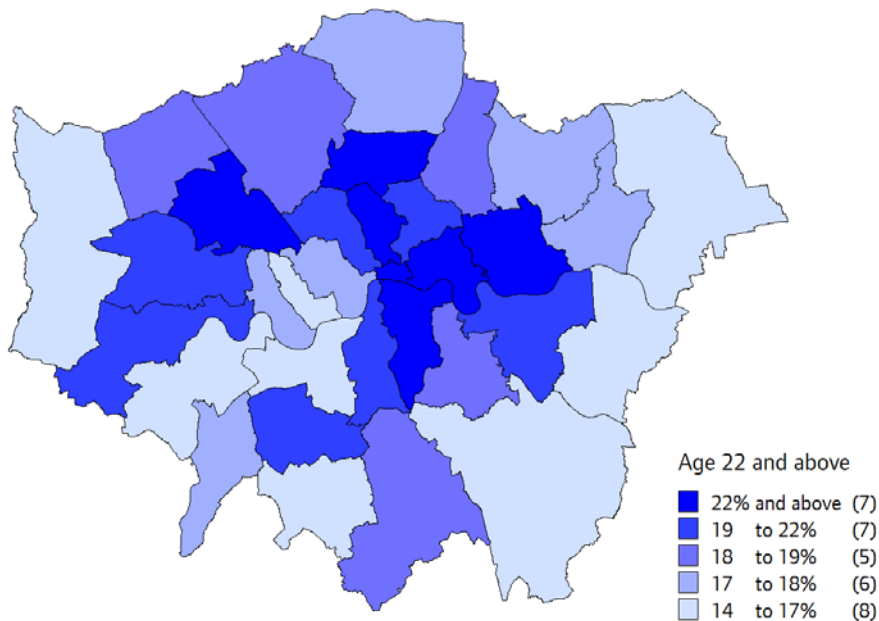 Age 22 and above
22% and above (7)
19 to 22% (7)
18 to 19% (5)
17 to 18% (6)
14 to 17% (8)